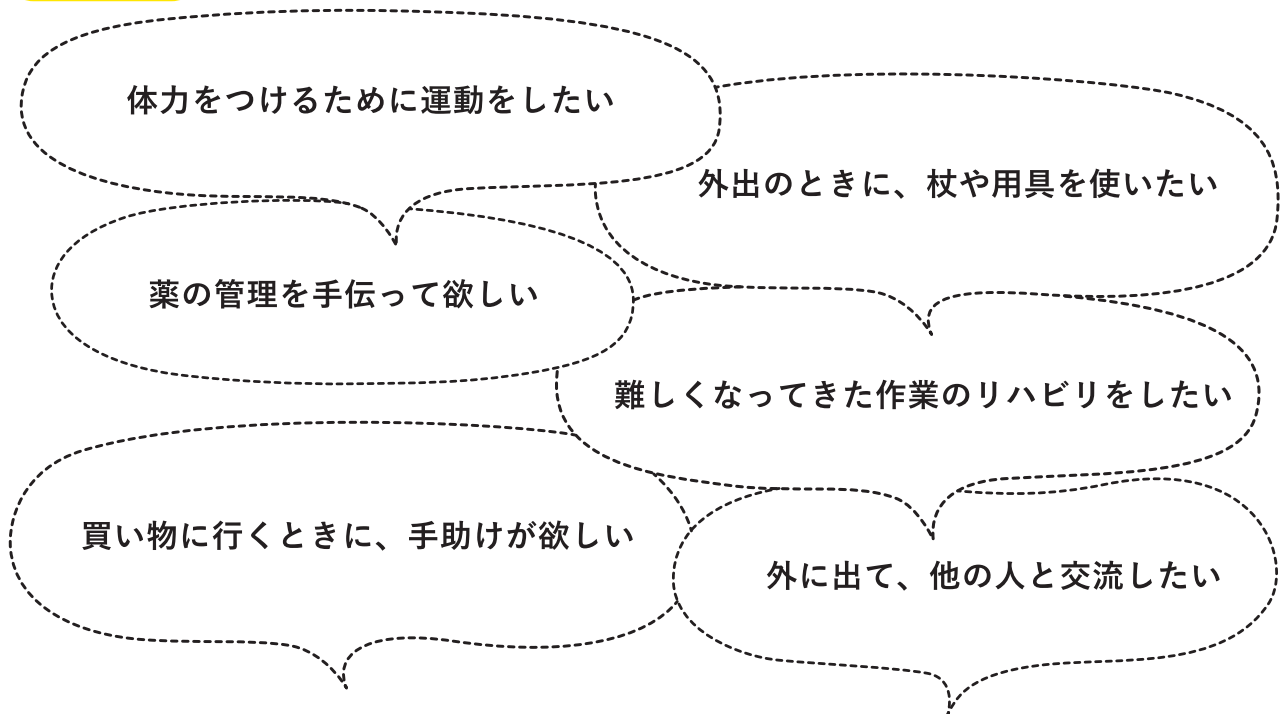 体力をつけるために運動をしたい
外出のときに、杖や用具を使いたい
薬の管理を手伝って欲しい
難しくなってきた作業のリハビリをしたい
買い物に行くときに、手助けが欲しい
外に出て、他の人と交流したい